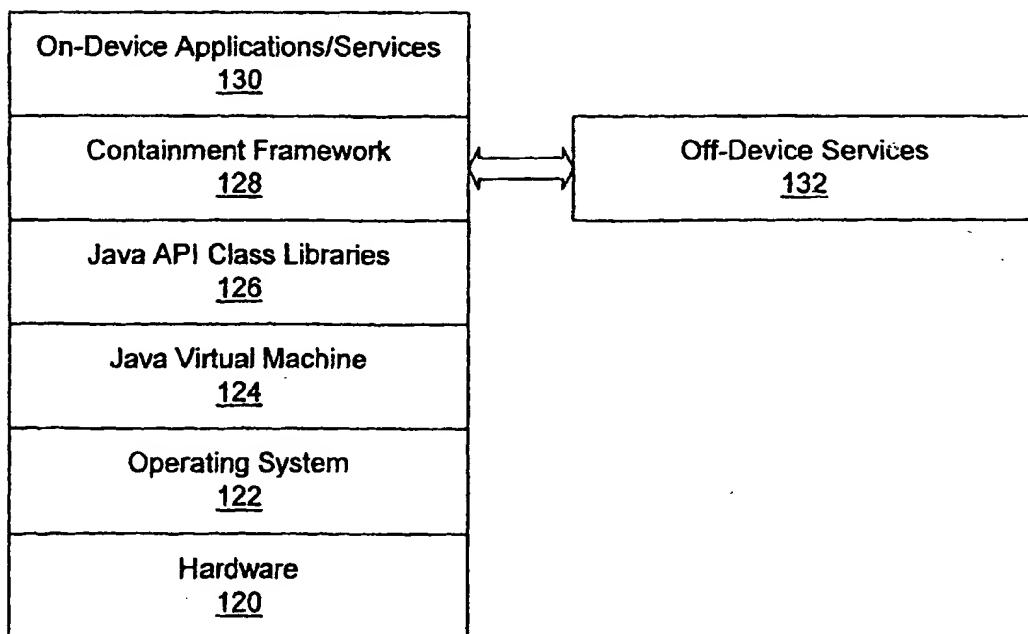 On-Device Applications/Services
130
Containment Framework
128
Off-Device Services
132
Java API Class Libraries
126
Java Virtual Machine
124
Operating System
122
Hardware
120